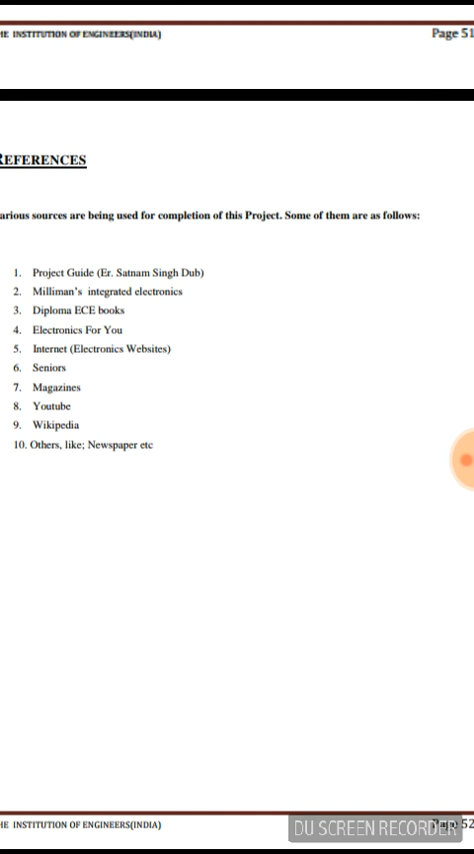 HE INSTITUTION OF ENGINEERS(INDIA) Page 51
REFERENCES
arious sources are being used for completion of this Project. Some of them are as follows:
1. Project Guide (Er. Satnam Singh Dub)
2. Milliman's integrated electronics
3. Diploma ECE books
4. Electronics For You
5. Internet (Electronics Websites)
6. Seniors
7. Magazines
8. Youtube
9. Wikipedia
10. Others, like; Newspaper etc
HE INSTITUTION OF ENGINEERS(INDIA) Page 52
DU SCREEN RECORDER